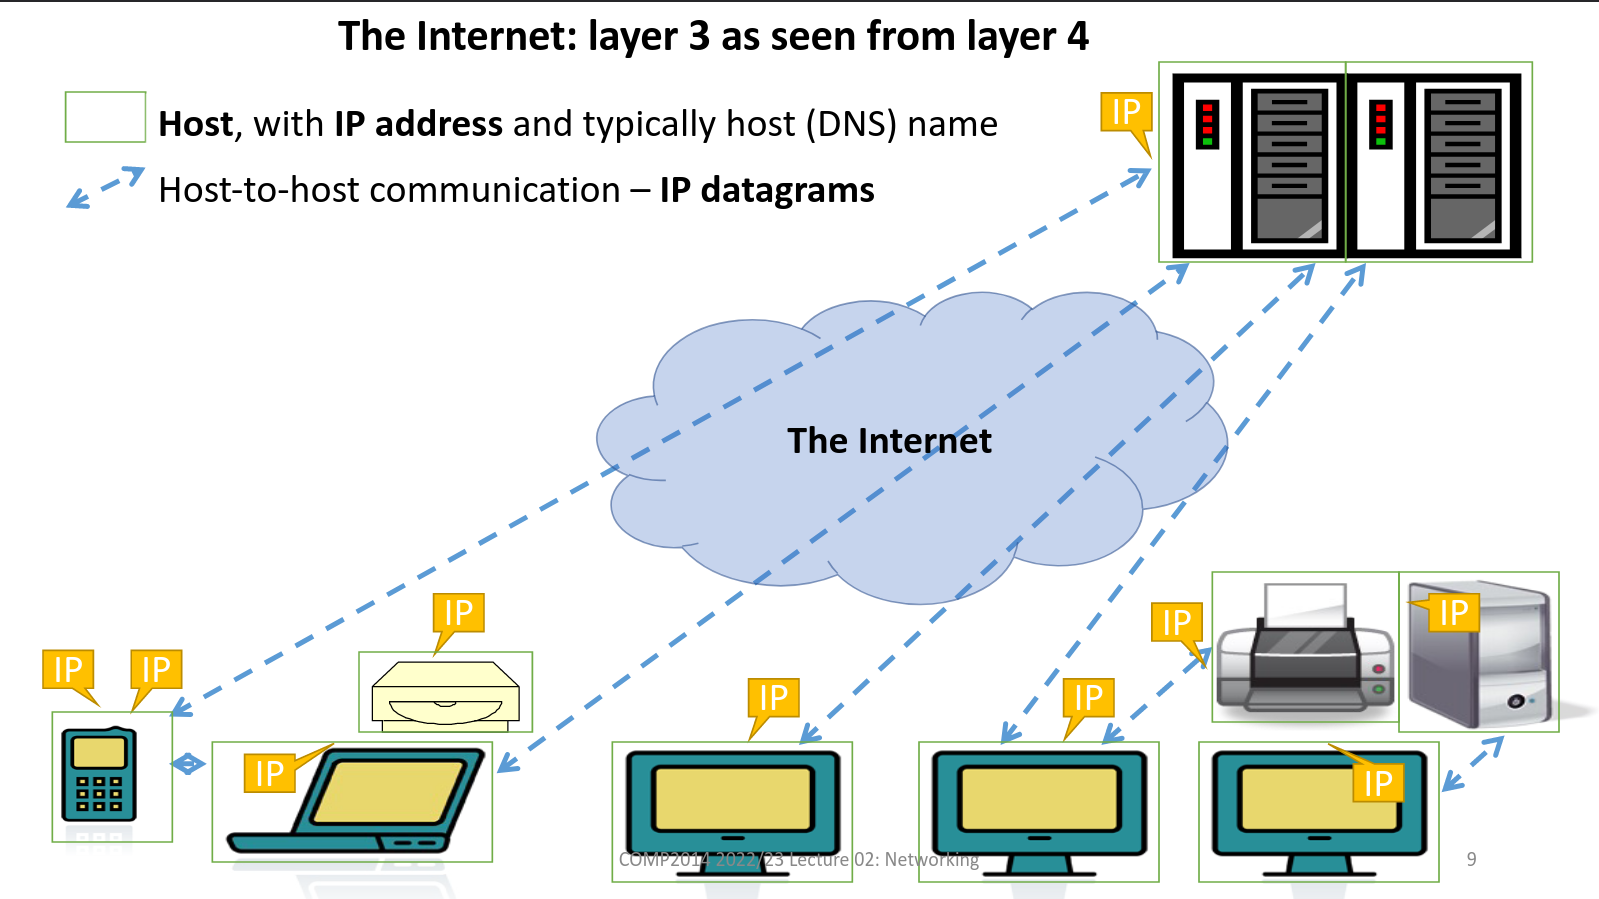 The Internet: layer 3 as seen from layer 4
Host, with IP address and typically host (DNS) name
Host-to-host communication – IP datagrams
IP
The Internet
IP
IP
IP
IP
IP
IP
IP
IP
IP
COMP2014 2022/23 Lecture 02: Networking
9